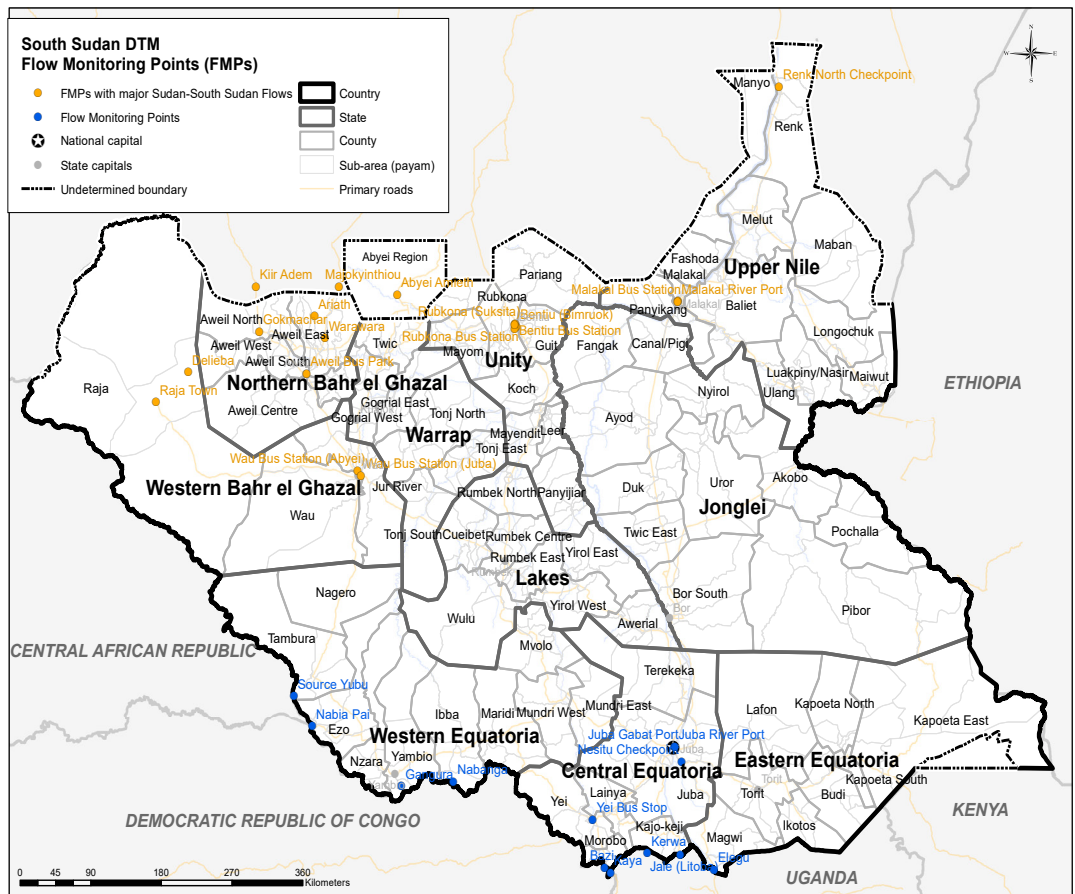 South Sudan DTM
Flow Monitoring Points (FMPs)
FMPs with major Sudan-South Sudan Flows
Flow Monitoring Points
National capital
State capitals
Undetermined boundary
Country
State
County
Sub-area (payam)
Primary roads
N
W
E
S
Manyo
Renk North Checkpoint
Renk
Melut
Maban
Fashoda
Malakal
Upper Nile
Abyei Region
Pariang
Kiir Adem
Majokyinthiou
Abyei Amieth
Rubkona
Malakal Bus Station
Malakal River Port
Malakal
Panyikang
Baliet
Ariath
Rubkona (Suksita)
Bentiu (Bimruok)
Aweil North
Gokmachar
Warawara
Aweil East
Rubkona Bus Station
Bentiu Bus Station
Longochuk
Aweil West
Twic
Mayom
Unity
Guit
Fangak
Canal/Pigi
Delieba
Aweil South
Aweil Bus Park
Luakpiny/Nasir
Maiwut
ETHIOPIA
Northern Bahr el Ghazal
Koch
Nyirol
Ulang
Raja
Raja Town
Gogrial East
Aweil Centre
Gogrial West
Tonj North
Ayod
Warrap
Mayendit
Leer
Tonj East
Wau Bus Station (Abyei)
Wau Bus Station (Juba)
Western Bahr el Ghazal
Jur River
Rumbek North
Panyijiar
Duk
Uror
Akobo
Jonglei
Wau
Tonj South
Cueibet
Rumbek Centre
Twic East
Pochalla
Rumbek East
Yirol East
Rumbek
Lakes
Nagero
Bor South
Bor
Pibor
Wulu
Yirol West
Awerial
Tambura
Mvolo
CENTRAL AFRICAN REPUBLIC
Terekeka
Source Yubu
Mundri East
Lafon
Kapoeta North
Nabia Pai
Ezo
Ibba
Maridi
Mundri West
Kapoeta East
Western Equatoria
Juba Gabat Port
Juba River Port
Nesitu Checkpoint
Juba
Nzara
Yambio
Eastern Equatoria
Central Equatoria
Gangura
Nabanga
Kapoeta South
Torit
Torit
Budi
Yei
Lainya
Juba
Yei Bus Stop
KENYA
DEMOCRATIC REPUBLIC OF CONGO
Morobo
Kajo-keji
Magwi
Ikotos
Kerwa
Bazi
Kaya
Jale (Litoba)
Elegu
UGANDA
0 45 90 180 270 360
Kilometers